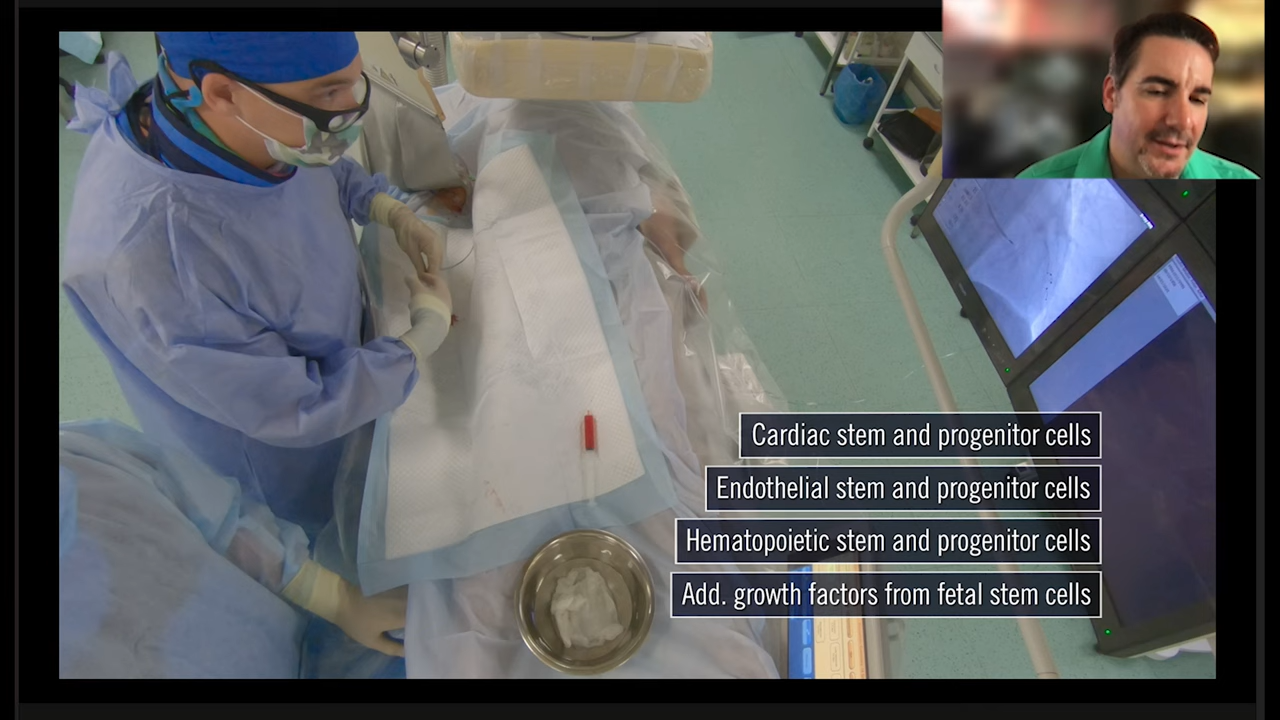 Cardiac stem and progenitor cells
Endothelial stem and progenitor cells
Hematopoietic stem and progenitor cells
Add. growth factors from fetal stem cells